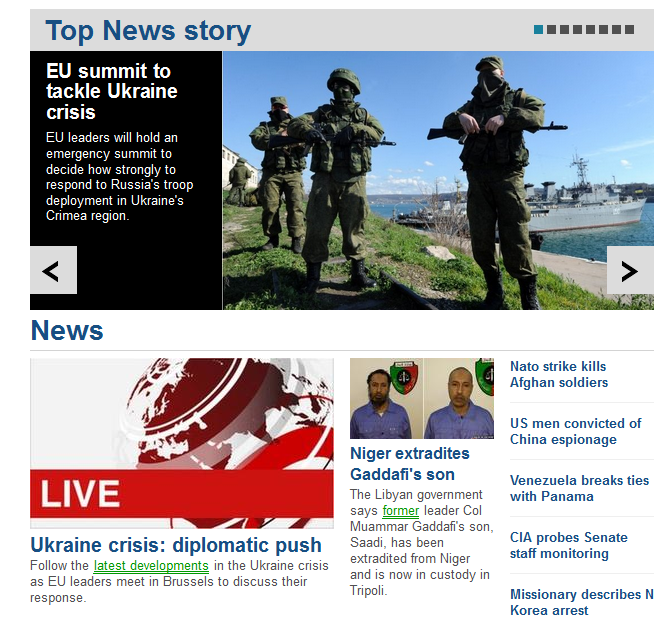 Top News story
EU summit to
tackle Ukraine
crisis
EU leaders will hold an
emergency summit to
decide how strongly to
respond to Russia's troop
deployment in Ukraine's
Crimea region.
<
>
News
LIVE
Ukraine crisis: diplomatic push
Follow the latest developments in the Ukraine crisis
as EU leaders meet in Brussels to discuss their
response.
Niger extradites
Gaddafi's son
The Libyan government
says former leader Col
Muammar Gaddafi's son,
Saadi, has been
extradited from Niger
and is now in custody in
Tripoli.
Nato strike kills
Afghan soldiers
US men convicted of
China espionage
Venezuela breaks ties
with Panama
CIA probes Senate
staff monitoring
Missionary describes N
Korea arrest